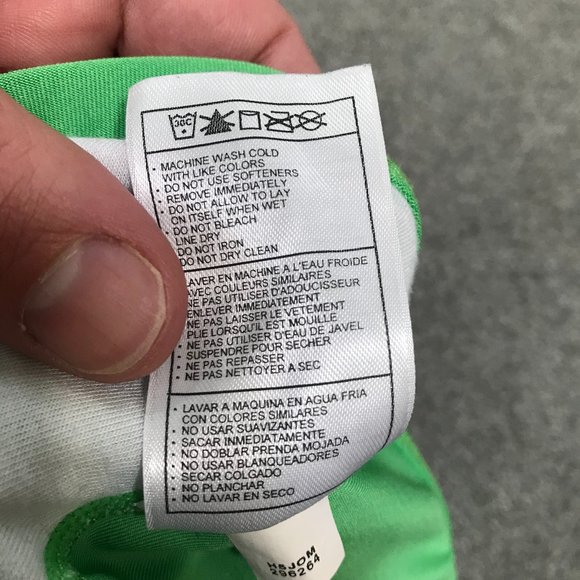 30C
· MACHINE WASH COLD
WITH LIKE COLORS
· DO NOT USE SOFTENERS
· REMOVE IMMEDIATELY
· DO NOT ALLOW TO LAY
ON ITSELF WHEN WET
· DO NOT BLEACH
LINE DRY
DO NOT IRON
DO NOT DRY CLEAN
LAVER EN MACHINE A L'EAU FROIDE
AVEC COULEURS SIMILAIRES
NE PAS UTILISER D'ADOUCISSEUR
ENLEVER IMMEDIATEMENT
NE PAS LAISSER LE VETEMENT
PLIE LORSQU'IL EST MOUILLE
· NE PAS UTILISER D'EAU DE JAVEL
· SUSPENDRE POUR SECHER
· NE PAS REPASSER
· NE PAS NETTOYER A SEC
· LAVAR A MAQUINA EN AGUA FRIA
CON COLORES SIMILARES
· NO USAR SUAVIZANTES
· SACAR INMEDIATAMENTE
· NO DOBLAR PRENDA MOJADA
· NO USAR BLANQUEADORES
· SECAR COLGADO
· NO PLANCHAR
· NO LAVAR EN SECO
HSJOM
266264